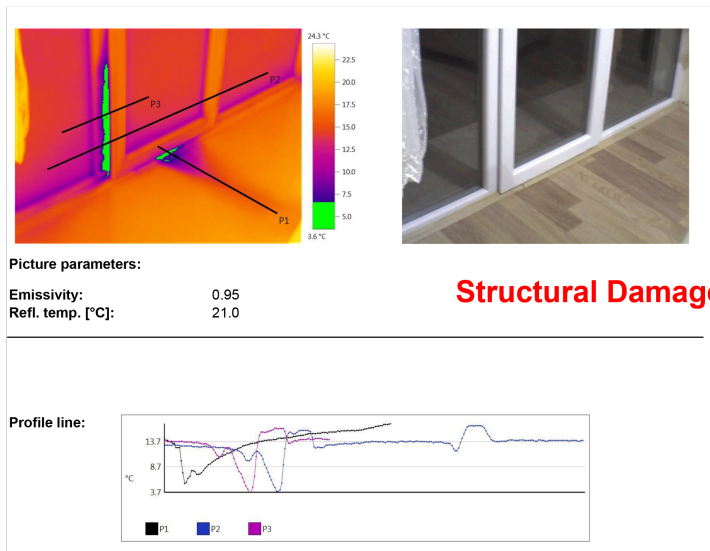 24.3 °C
22.5
20.0
17.5
15.0
12.5
10.0
7.5
5.0
3.6 °C
P2
P3
P1
Picture parameters:
Emissivity: 0.95
Refl. temp. [°C]: 21.0
Structural Damage
Profile line:
13.7
8.7
°C
3.7
P1 P2 P3